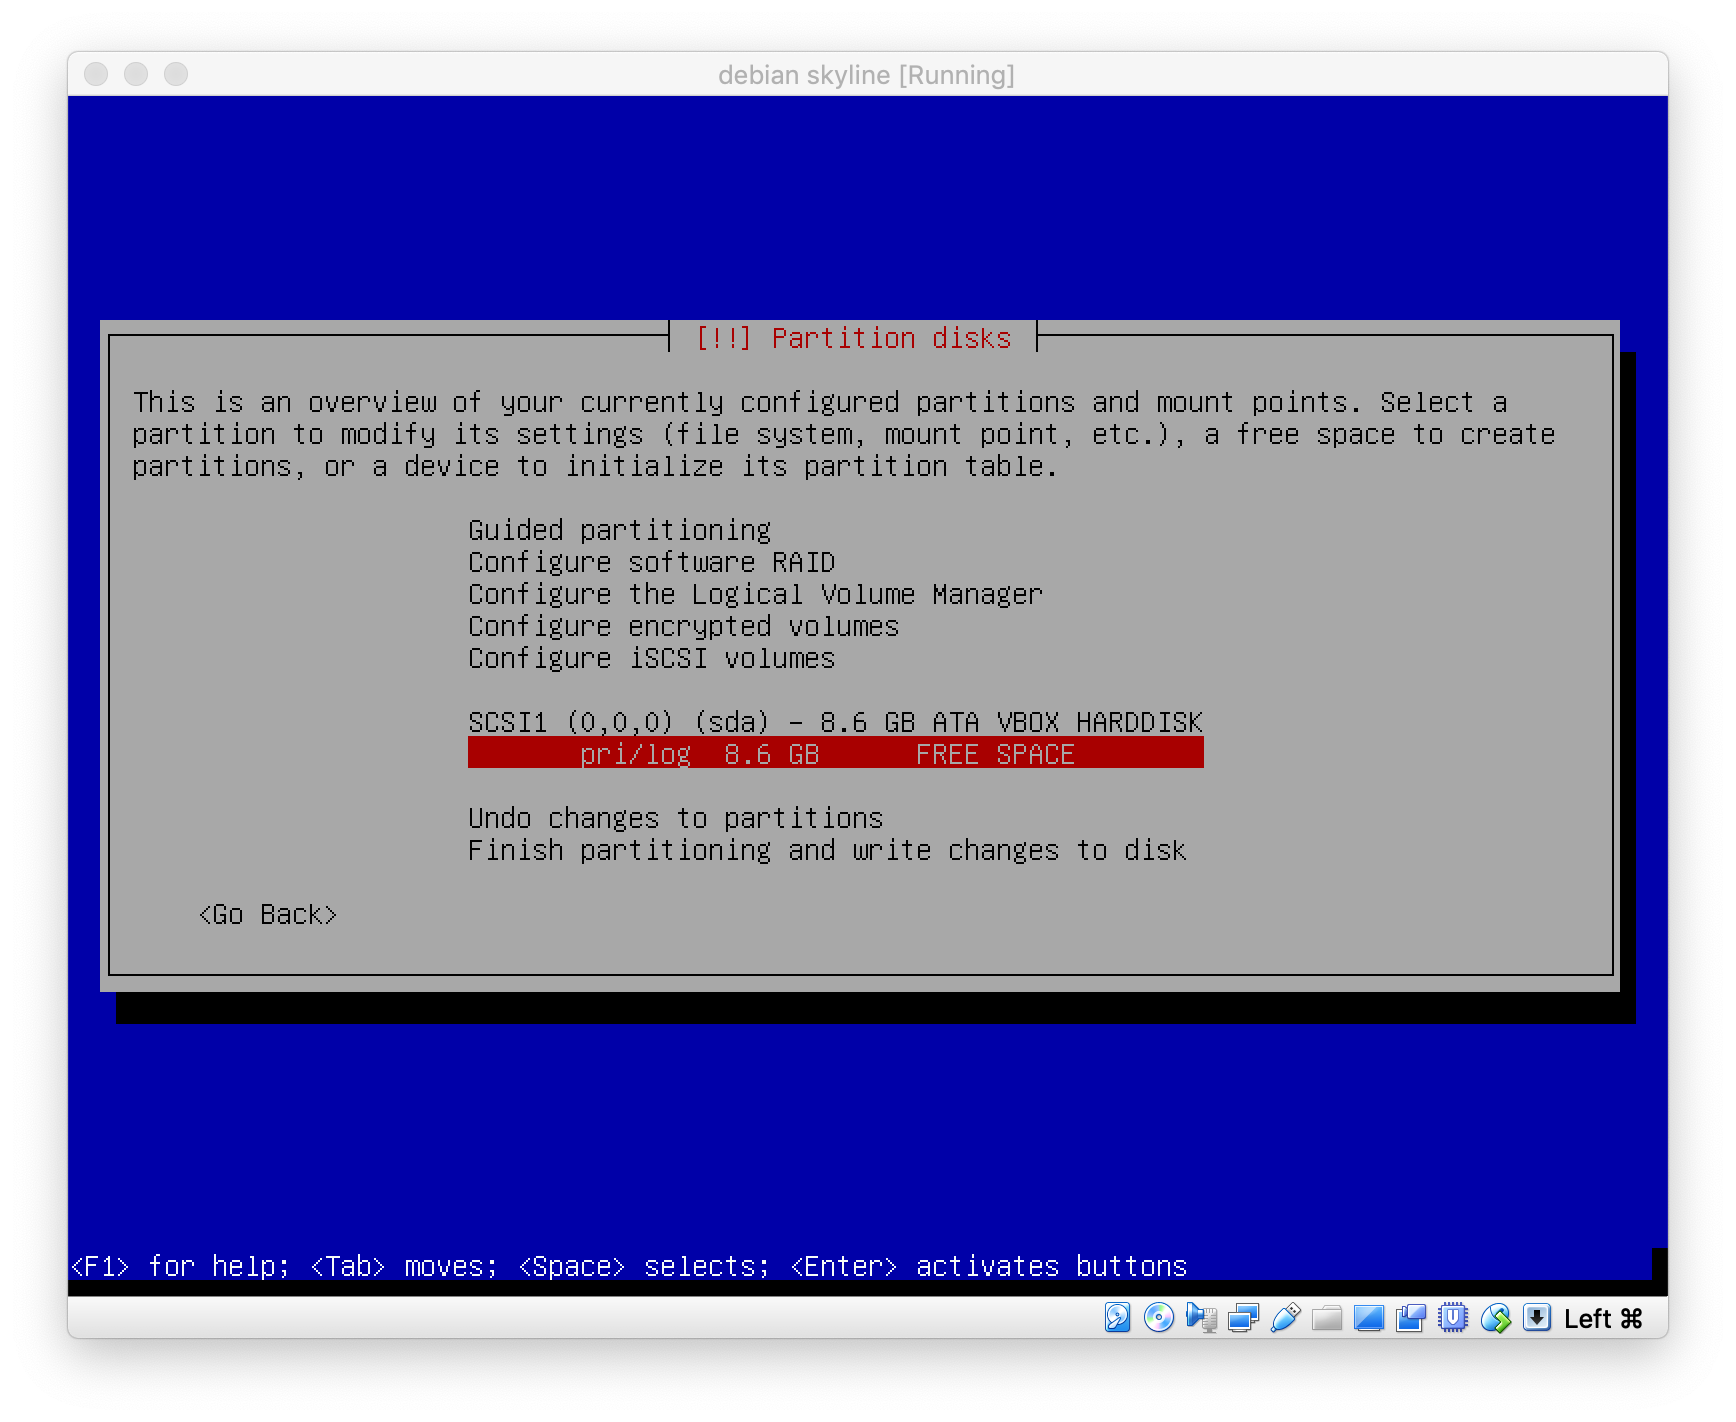 debian skyline [Running]
[!!] Partition disks
This is an overview of your currently configured partitions and mount points. Select a
partition to modify its settings (file system, mount point, etc.), a free space to create
partitions, or a device to initialize its partition table.
Guided partitioning
Configure software RAID
Configure the Logical Volume Manager
Configure encrypted volumes
Configure iSCSI volumes
SCSI1 (0,0,0) (sda) - 8.6 GB ATA VBOX HARDDISK
pri/log 8.6 GB FREE SPACE
Undo changes to partitions
Finish partitioning and write changes to disk
<Go Back>
<F1> for help; <Tab> moves; <Space> selects; <Enter> activates buttons
Left ⌘